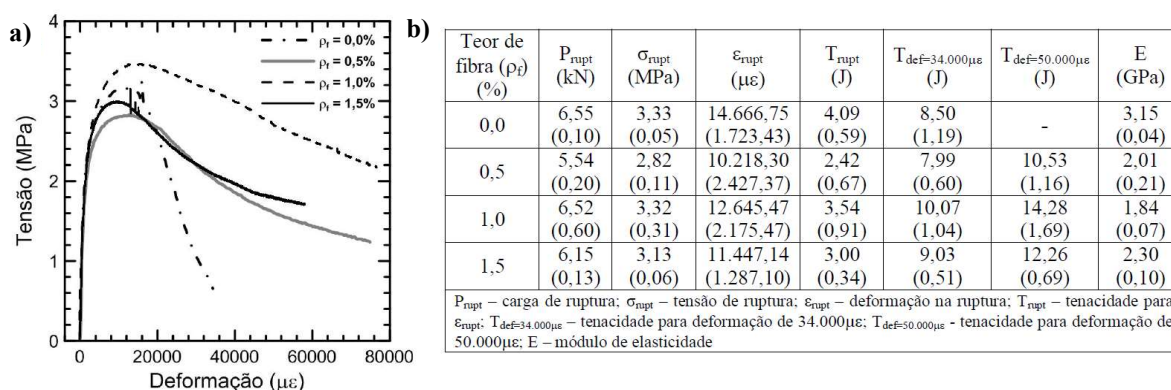 a)
4
3
2
1
0
Tensão (MPa)
ρf = 0,0%
ρf = 0,5%
ρf = 1,0%
ρf = 1,5%
0 20000 40000 60000 80000
Deformação (με)
b)
Teor de fibra (ρf) (%) | Prupt (kN) | σrupt (MPa) | εrupt (με) | Trupt (J) | Tdef=34.000με (J) | Tdef=50.000με (J) | E (GPa)
0,0 | 6,55 (0,10) | 3,33 (0,05) | 14.666,75 (1.723,43) | 4,09 (0,59) | 8,50 (1,19) | - | 3,15 (0,04)
0,5 | 5,54 (0,20) | 2,82 (0,11) | 10.218,30 (2.427,37) | 2,42 (0,67) | 7,99 (0,60) | 10,53 (1,16) | 2,01 (0,21)
1,0 | 6,52 (0,60) | 3,32 (0,31) | 12.645,47 (2.175,47) | 3,54 (0,91) | 10,07 (1,04) | 14,28 (1,69) | 1,84 (0,07)
1,5 | 6,15 (0,13) | 3,13 (0,06) | 11.447,14 (1.287,10) | 3,00 (0,34) | 9,03 (0,51) | 12,26 (0,69) | 2,30 (0,10)
Prupt – carga de ruptura; σrupt – tensão de ruptura; εrupt – deformação na ruptura; Trupt – tenacidade para
εrupt; Tdef=34.000με – tenacidade para deformação de 34.000με; Tdef=50.000με - tenacidade para deformação de
50.000με; E – módulo de elasticidade